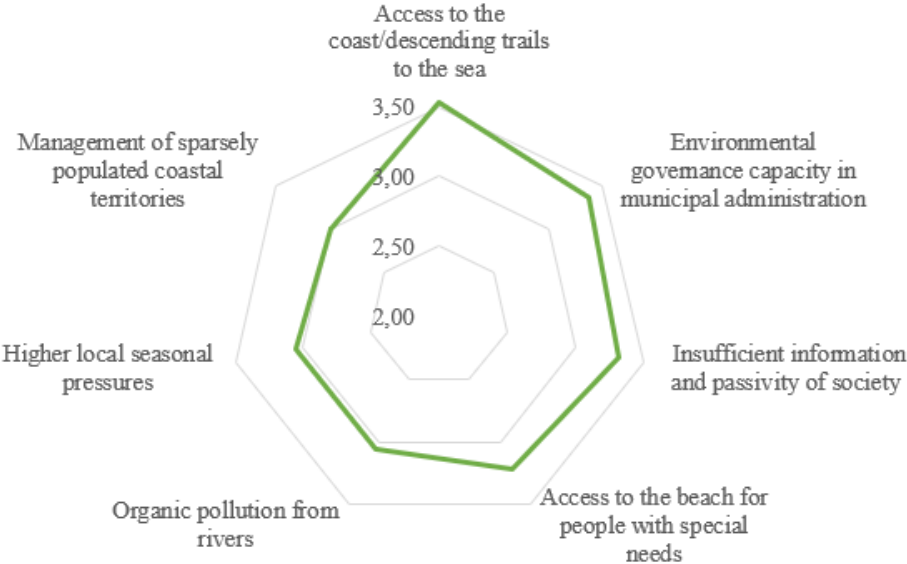 Access to the
coast/descending trails
to the sea
3,50
3,00
2,50
2,00
Environmental
governance capacity in
municipal administration
Insufficient information
and passivity of society
Access to the beach for
people with special
needs
Organic pollution from
rivers
Higher local seasonal
pressures
Management of sparsely
populated coastal
territories